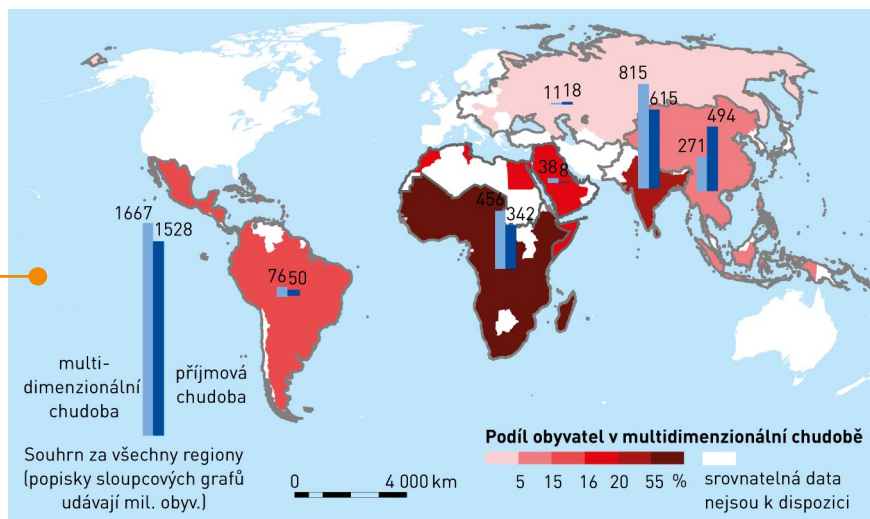 815
1118
615
494
271
38 8
456
342
1667
1528
76 50
multi-
dimenzionální
chudoba
příjmová
chudoba
Souhrn za všechny regiony
(popisky sloupcových grafů
udávají mil. obyv.)
0 4 000 km
Podíl obyvatel v multidimenzionální chudobě
5 15 16 20 55 %
srovnatelná data
nejsou k dispozici